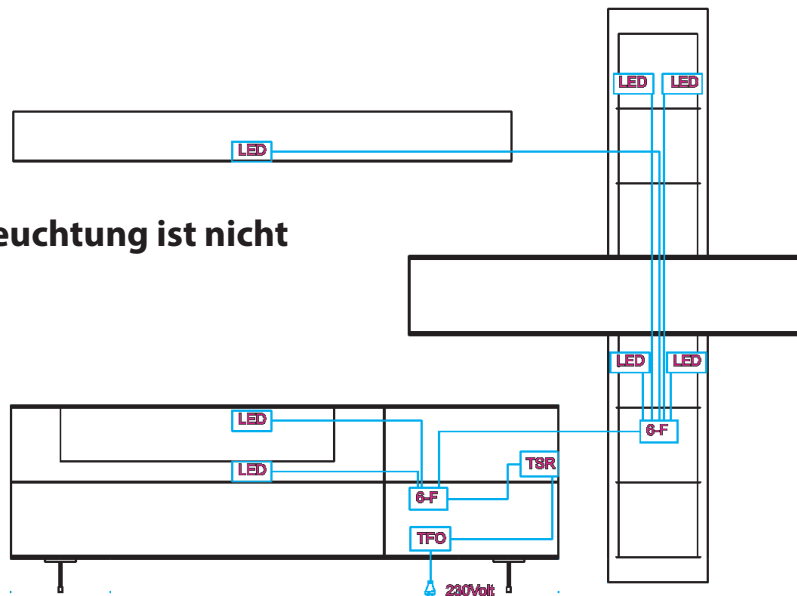 LED LED
LED
euchtung ist nicht
LED LED
LED
6-F
LED
TSR
6-F
TFO
230Volt